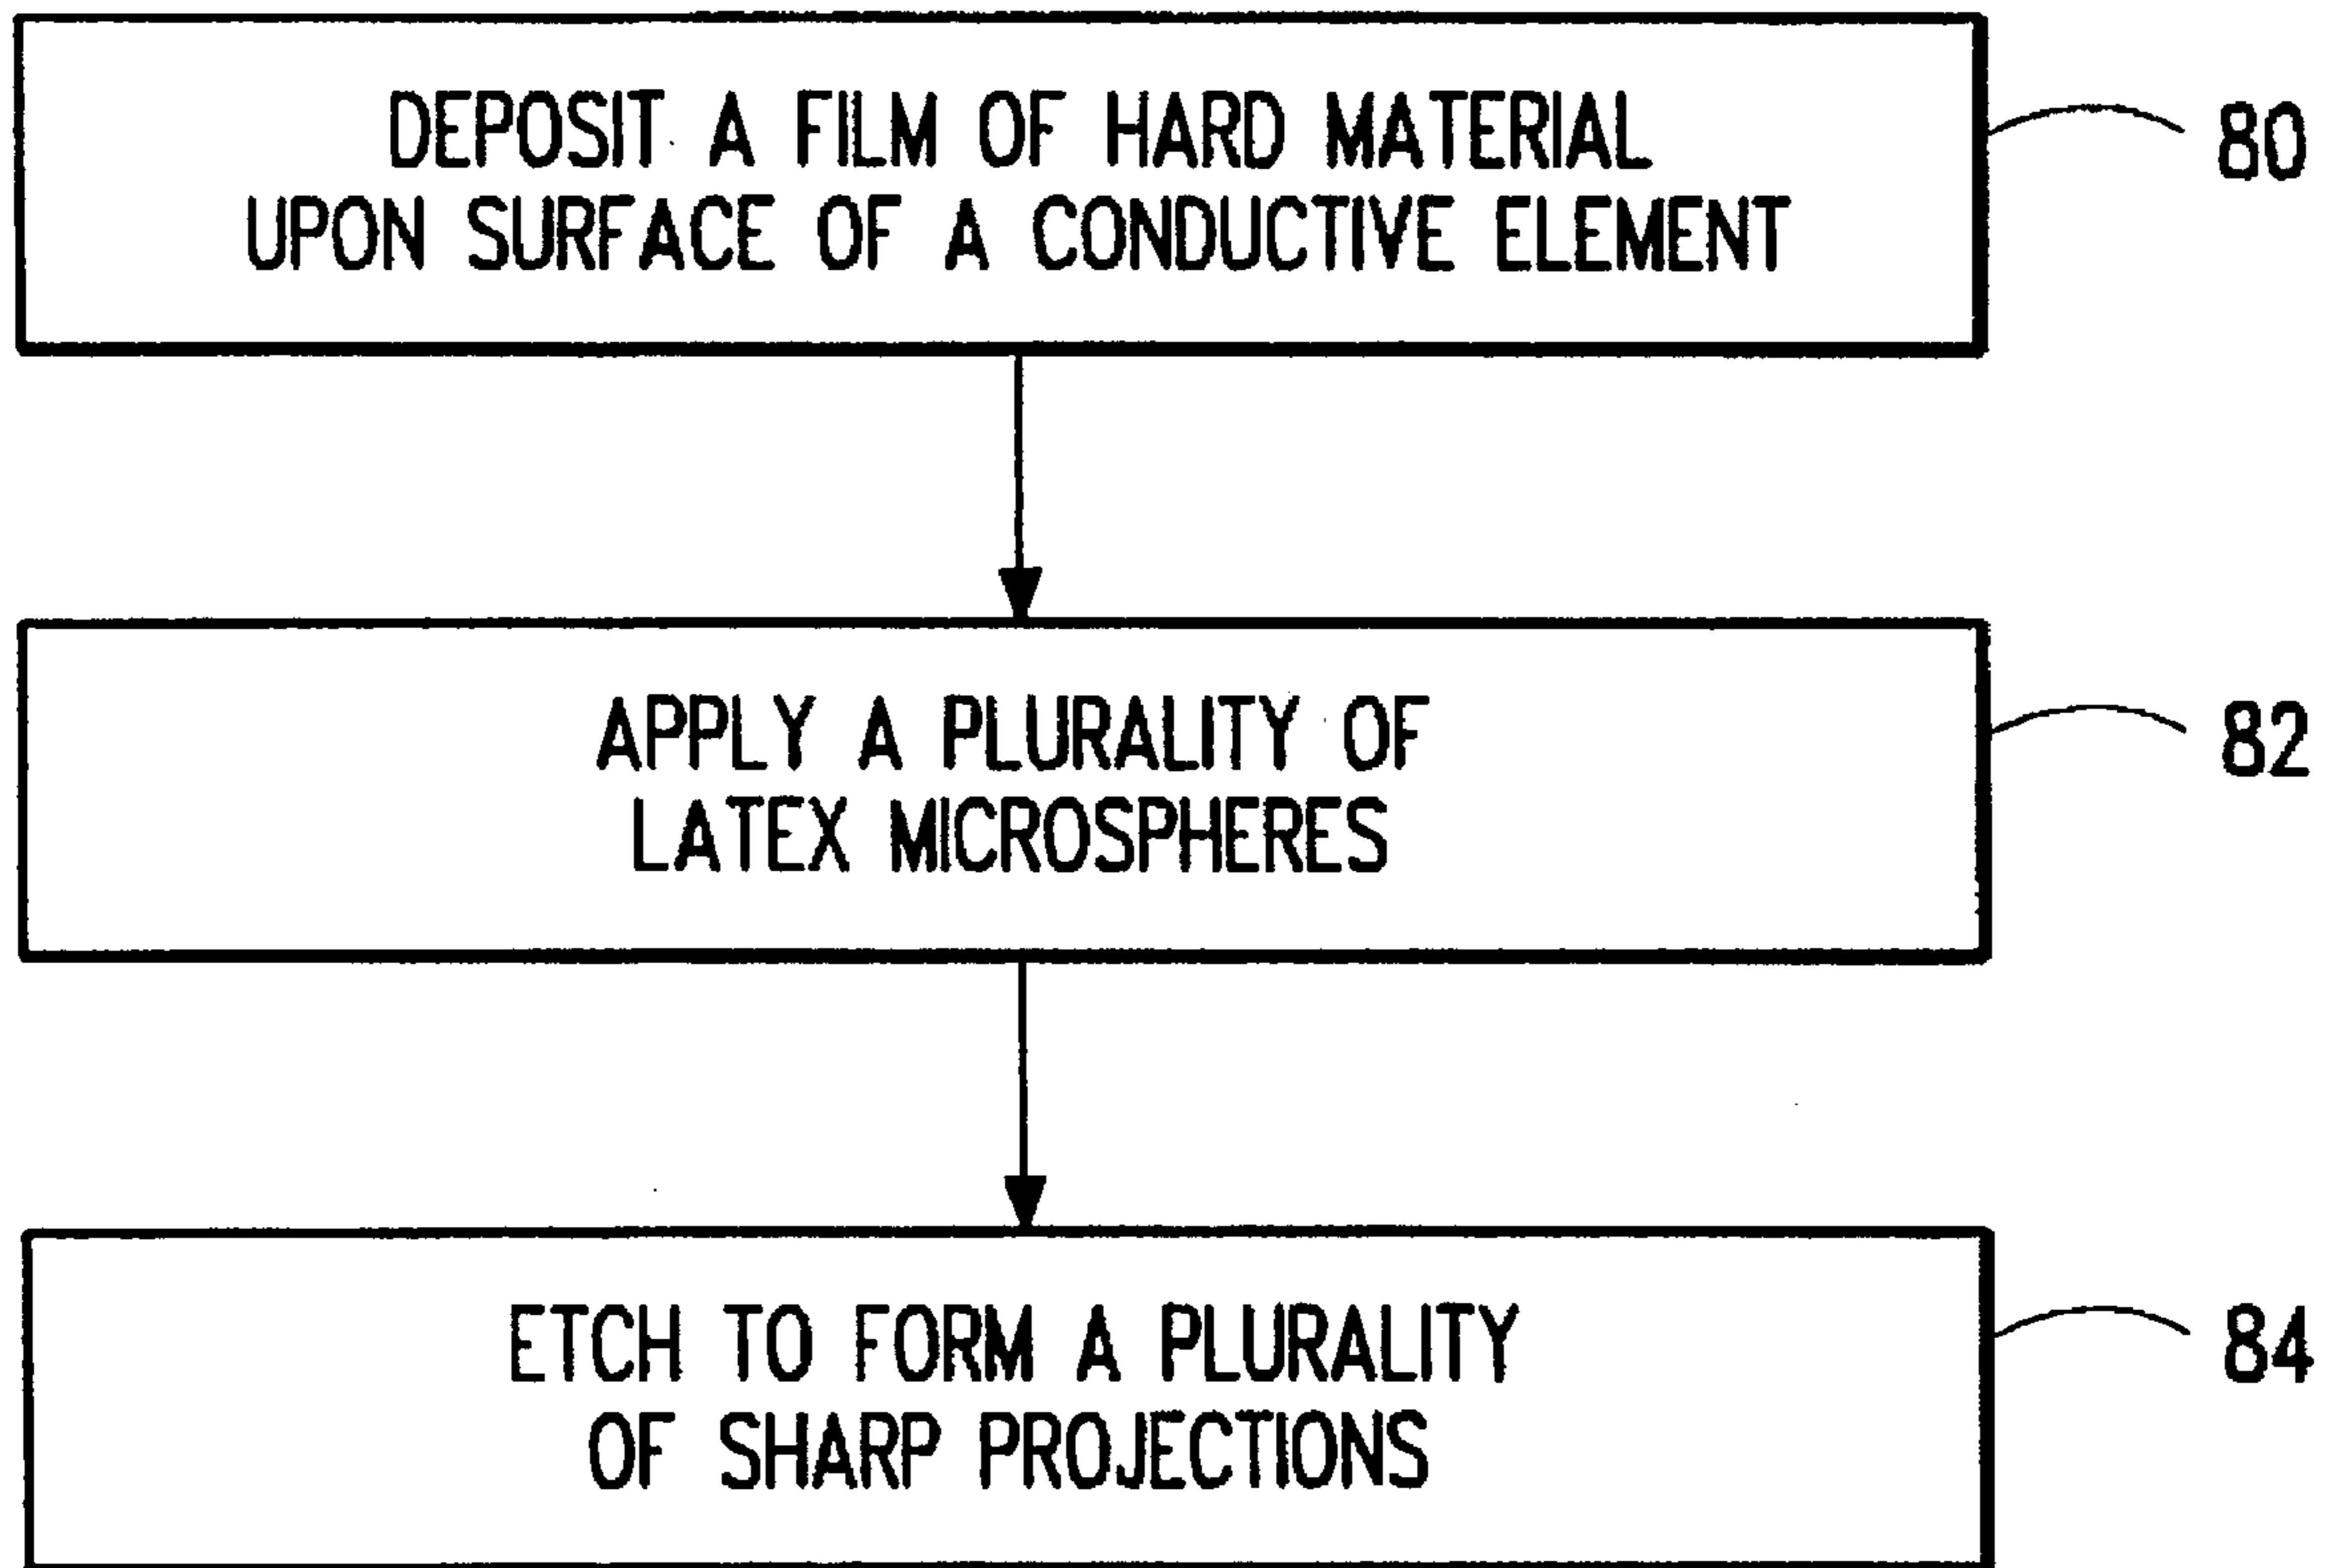 DEPOSIT A FILM OF HARD MATERIAL
UPON SURFACE OF A CONDUCTIVE ELEMENT
80
APPLY A PLURALITY OF
LATEX MICROSPHERES
82
ETCH TO FORM A PLURALITY
OF SHARP PROJECTIONS
84